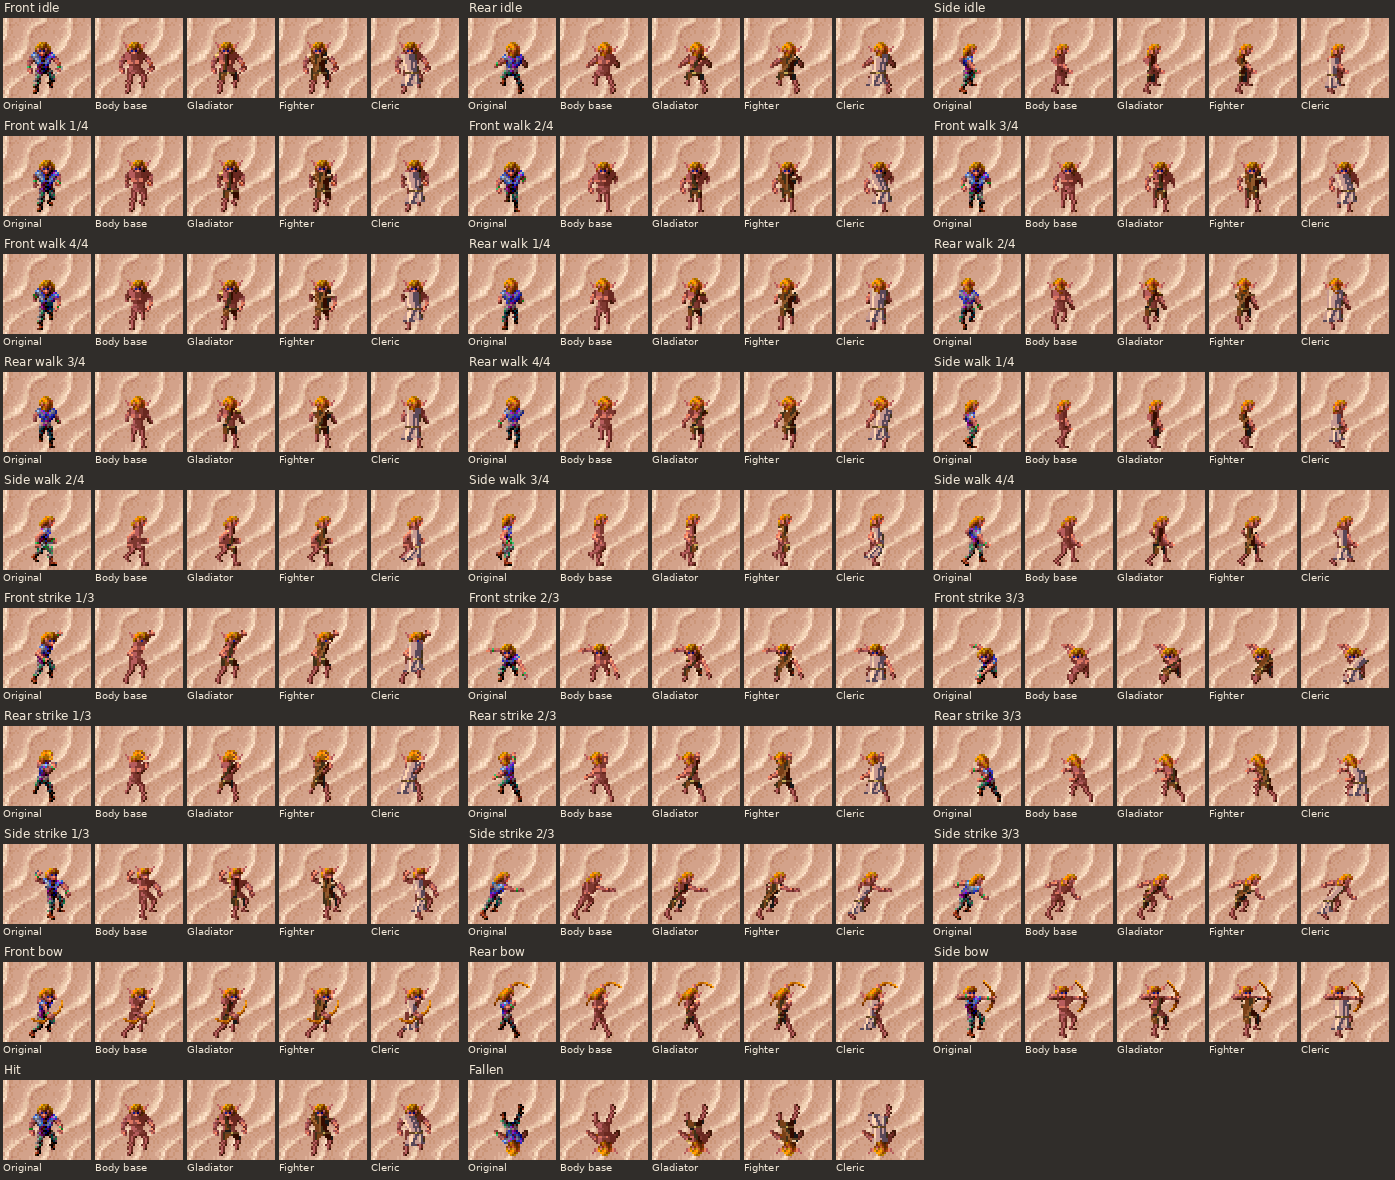 Front idle Rear idle Side idle
Original Body base Gladiator Fighter Cleric Original Body base Gladiator Fighter Cleric Original Body base Gladiator Fighter Cleric
Front walk 1/4 Front walk 2/4 Front walk 3/4
Original Body base Gladiator Fighter Cleric Original Body base Gladiator Fighter Cleric Original Body base Gladiator Fighter Cleric
Front walk 4/4 Rear walk 1/4 Rear walk 2/4
Original Body base Gladiator Fighter Cleric Original Body base Gladiator Fighter Cleric Original Body base Gladiator Fighter Cleric
Rear walk 3/4 Rear walk 4/4 Side walk 1/4
Original Body base Gladiator Fighter Cleric Original Body base Gladiator Fighter Cleric Original Body base Gladiator Fighter Cleric
Side walk 2/4 Side walk 3/4 Side walk 4/4
Original Body base Gladiator Fighter Cleric Original Body base Gladiator Fighter Cleric Original Body base Gladiator Fighter Cleric
Front strike 1/3 Front strike 2/3 Front strike 3/3
Original Body base Gladiator Fighter Cleric Original Body base Gladiator Fighter Cleric Original Body base Gladiator Fighter Cleric
Rear strike 1/3 Rear strike 2/3 Rear strike 3/3
Original Body base Gladiator Fighter Cleric Original Body base Gladiator Fighter Cleric Original Body base Gladiator Fighter Cleric
Side strike 1/3 Side strike 2/3 Side strike 3/3
Original Body base Gladiator Fighter Cleric Original Body base Gladiator Fighter Cleric Original Body base Gladiator Fighter Cleric
Front bow Rear bow Side bow
Original Body base Gladiator Fighter Cleric Original Body base Gladiator Fighter Cleric Original Body base Gladiator Fighter Cleric
Hit Fallen
Original Body base Gladiator Fighter Cleric Original Body base Gladiator Fighter Cleric